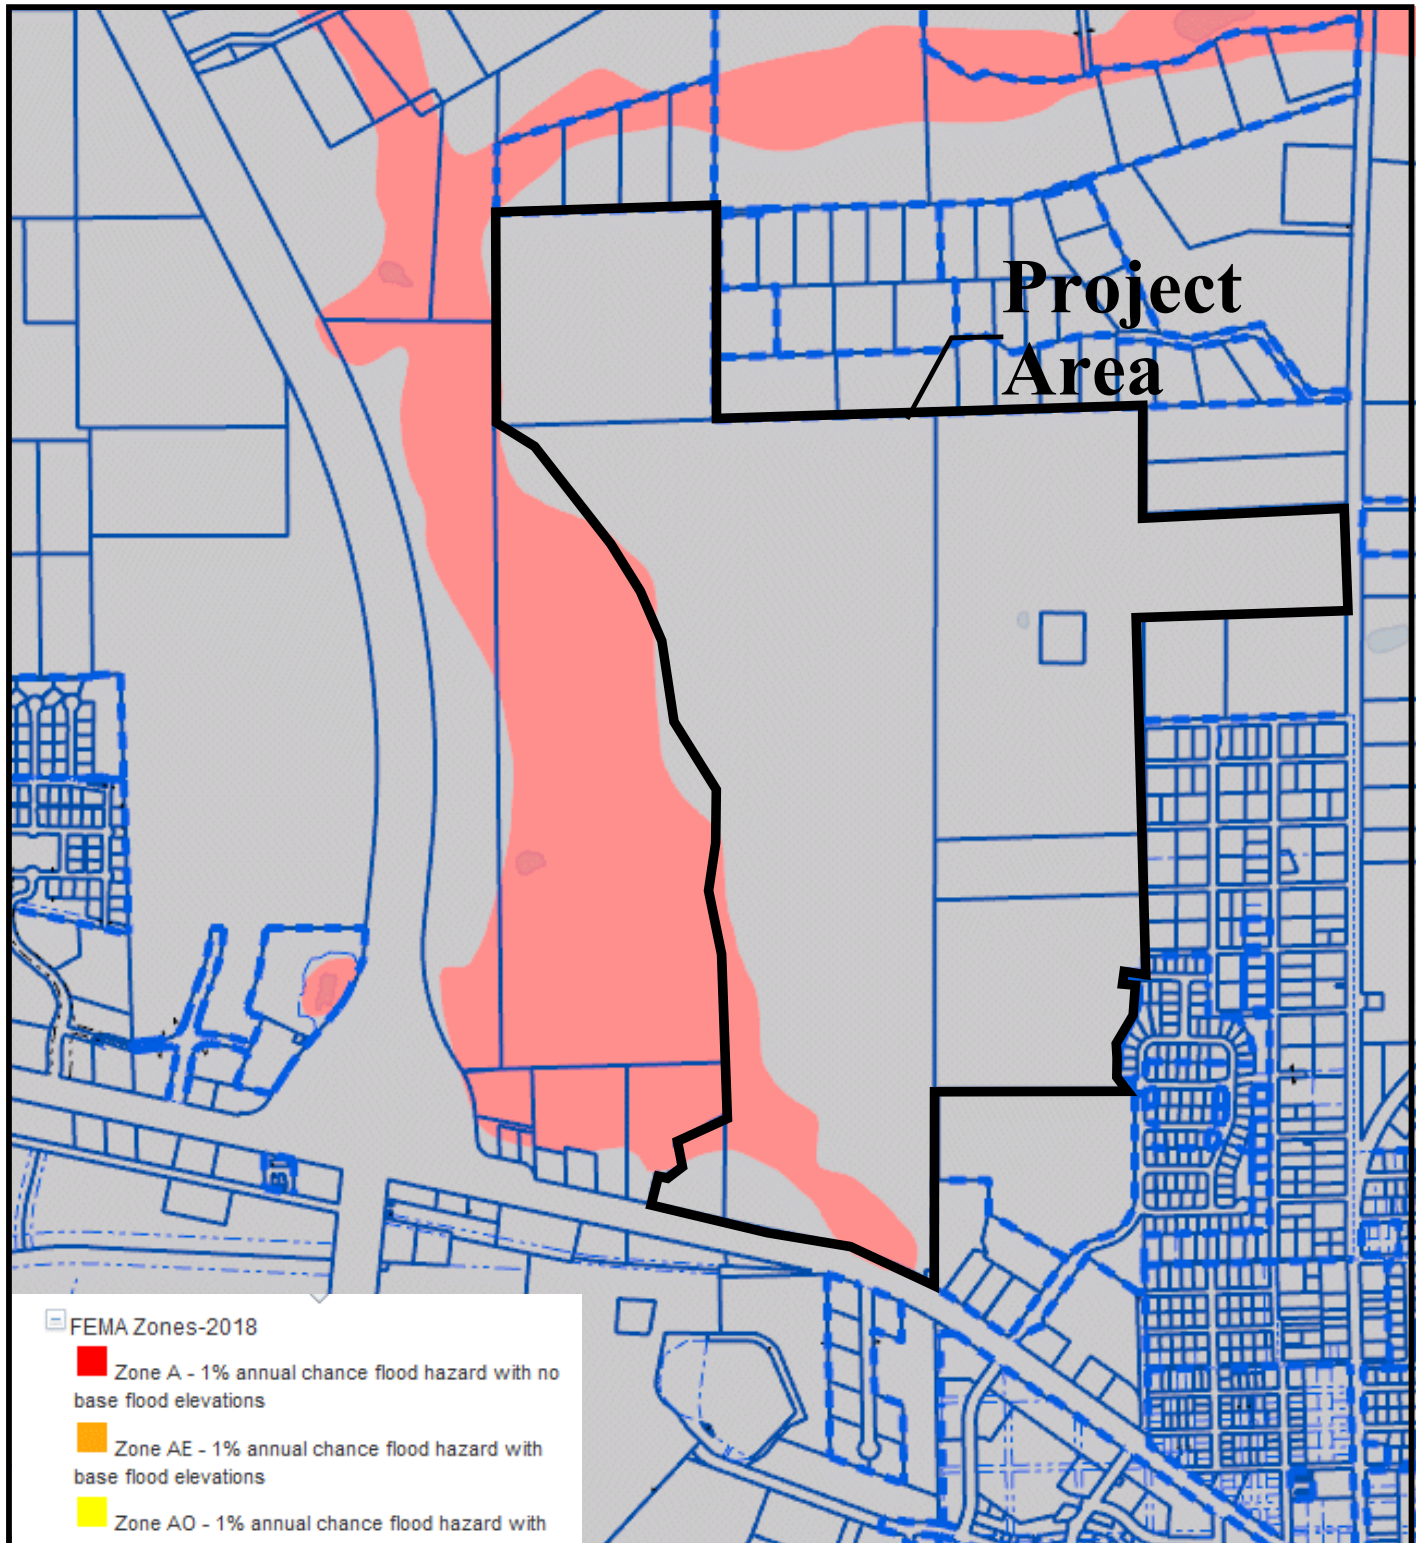 Project
Area
FEMA Zones-2018
Zone A - 1% annual chance flood hazard with no
base flood elevations
Zone AE - 1% annual chance flood hazard with
base flood elevations
Zone AO - 1% annual chance flood hazard with